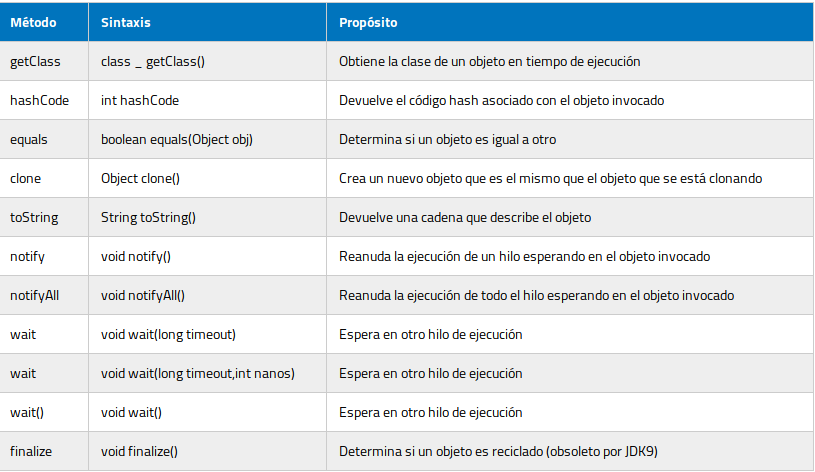 Método Sintaxis Propósito
getClass class _ getClass() Obtiene la clase de un objeto en tiempo de ejecución
hashCode int hashCode Devuelve el código hash asociado con el objeto invocado
equals boolean equals(Object obj) Determina si un objeto es igual a otro
clone Object clone() Crea un nuevo objeto que es el mismo que el objeto que se está clonando
toString String toString() Devuelve una cadena que describe el objeto
notify void notify() Reanuda la ejecución de un hilo esperando en el objeto invocado
notifyAll void notifyAll() Reanuda la ejecución de todo el hilo esperando en el objeto invocado
wait void wait(long timeout) Espera en otro hilo de ejecución
wait void wait(long timeout,int nanos) Espera en otro hilo de ejecución
wait() void wait() Espera en otro hilo de ejecución
finalize void finalize() Determina si un objeto es reciclado (obsoleto por JDK9)